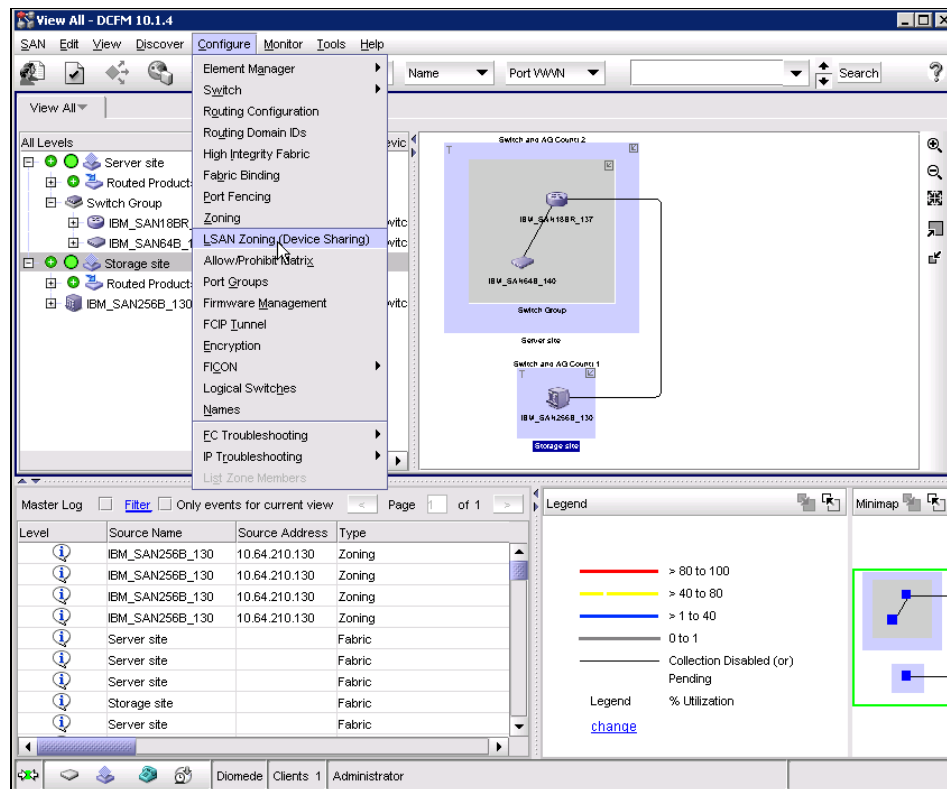 View All - DCFM 10.1.4
SAN Edit View Discover Configure Monitor Tools Help
Name Port WWN Search
View All
All Levels
Server site
Routed Product
Switch Group
IBM_SAN18BR
IBM_SAN64B_1
Storage site
Routed Product
IBM_SAN256B_130
Element Manager
Switch
Routing Configuration
Routing Domain IDs
High Integrity Fabric
Fabric Binding
Port Fencing
Zoning
LSAN Zoning (Device Sharing)
Allow/Prohibit Matrix
Port Groups
Firmware Management
FCIP Tunnel
Encryption
FICON
Logical Switches
Names
FC Troubleshooting
IP Troubleshooting
List Zone Members
Switch and AG Count: 2
IBM_SAN18BR_137
IBM_SAN64B_140
Switch Group
Server site
Switch and AG Count: 1
IBM_SAN256B_130
Storage site
Master Log Filter Only events for current view < Page 1 of 1 >
Level Source Name Source Address Type
IBM_SAN256B_130 10.64.210.130 Zoning
IBM_SAN256B_130 10.64.210.130 Zoning
IBM_SAN256B_130 10.64.210.130 Zoning
IBM_SAN256B_130 10.64.210.130 Zoning
Server site Fabric
Server site Fabric
Server site Fabric
Storage site Fabric
Server site Fabric
Legend
> 80 to 100
> 40 to 80
> 1 to 40
0 to 1
Collection Disabled (or)
Pending
Legend % Utilization
change
Minimap
Diomede Clients 1 Administrator